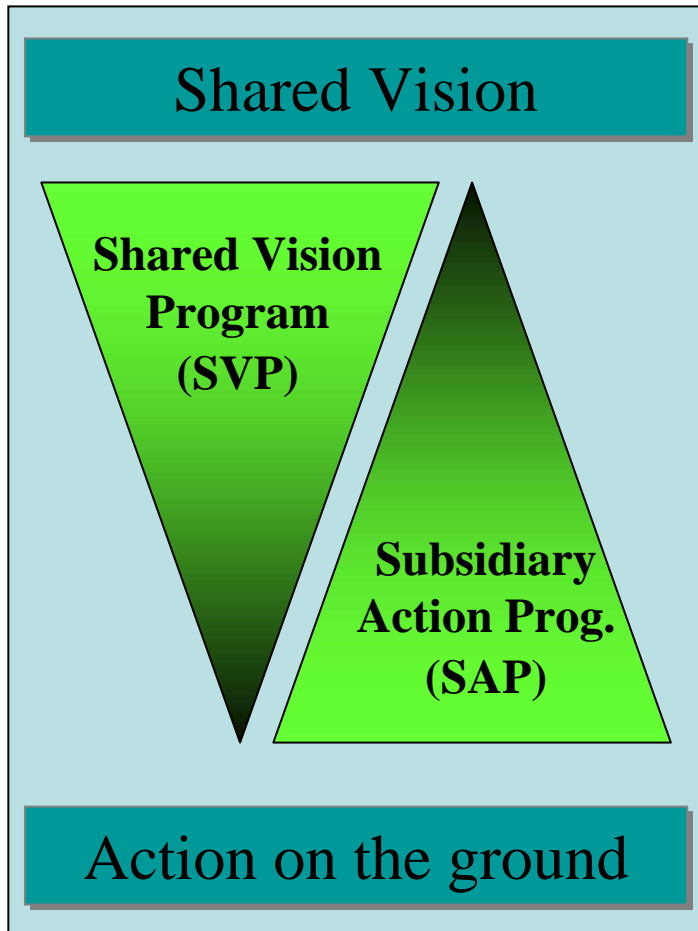 Shared Vision
Shared Vision
Program
(SVP)
Subsidiary
Action Prog.
(SAP)
Action on the ground